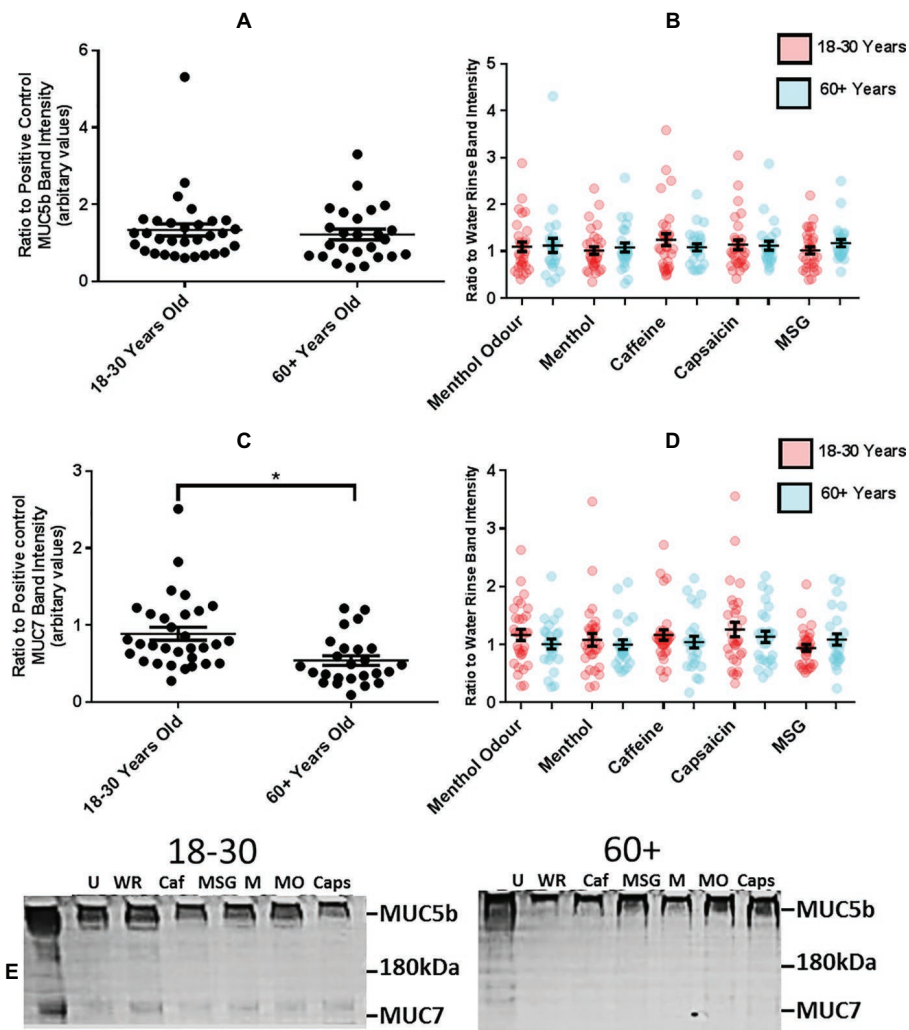 A
Ratio to Positive Control
MUC5b Band Intensity
(arbitary values)
6
4
2
0
18-30 Years Old
60+ Years Old
B
18-30 Years
60+ Years
Ratio to Water Rinse Band Intensity
5
4
3
2
1
0
Menthol Odour
Menthol
Caffeine
Capsaicin
MSG
C
Ratio to Positive control
MUC7 Band Intensity
(arbitary values)
3
2
1
0
*
18-30 Years Old
60+ Years Old
D
18-30 Years
60+ Years
Ratio to Water Rinse Band Intensity
4
3
2
1
0
Menthol Odour
Menthol
Caffeine
Capsaicin
MSG
E
18-30
U WR Caf MSG M MO Caps
MUC5b
180kDa
MUC7
60+
U WR Caf MSG M MO Caps
MUC5b
180kDa
MUC7